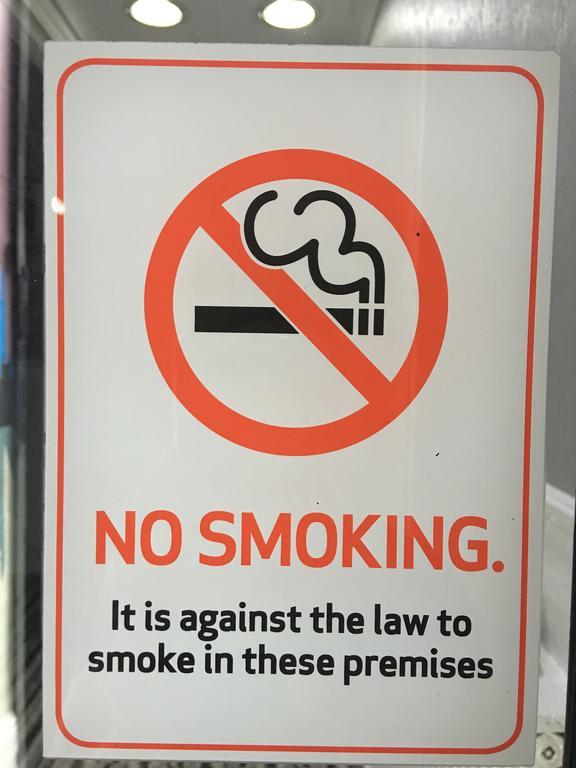 NO SMOKING.
It is against the law to
smoke in these premises